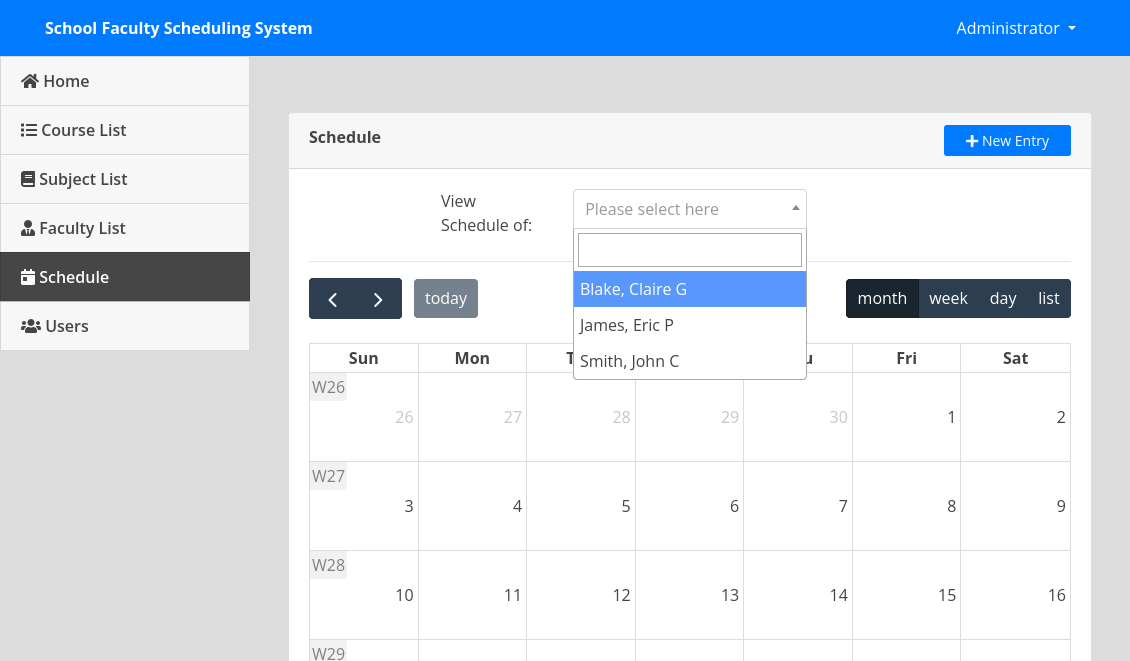 School Faculty Scheduling System
Administrator
Home
Course List
Subject List
Faculty List
Schedule
Users
Schedule
New Entry
View
Schedule of:
Please select here
Blake, Claire G
James, Eric P
Smith, John C
today
month week day list
Sun Mon Fri Sat
W26
26 27 28 29 30 1 2
W27
3 4 5 6 7 8 9
W28
10 11 12 13 14 15 16
W29